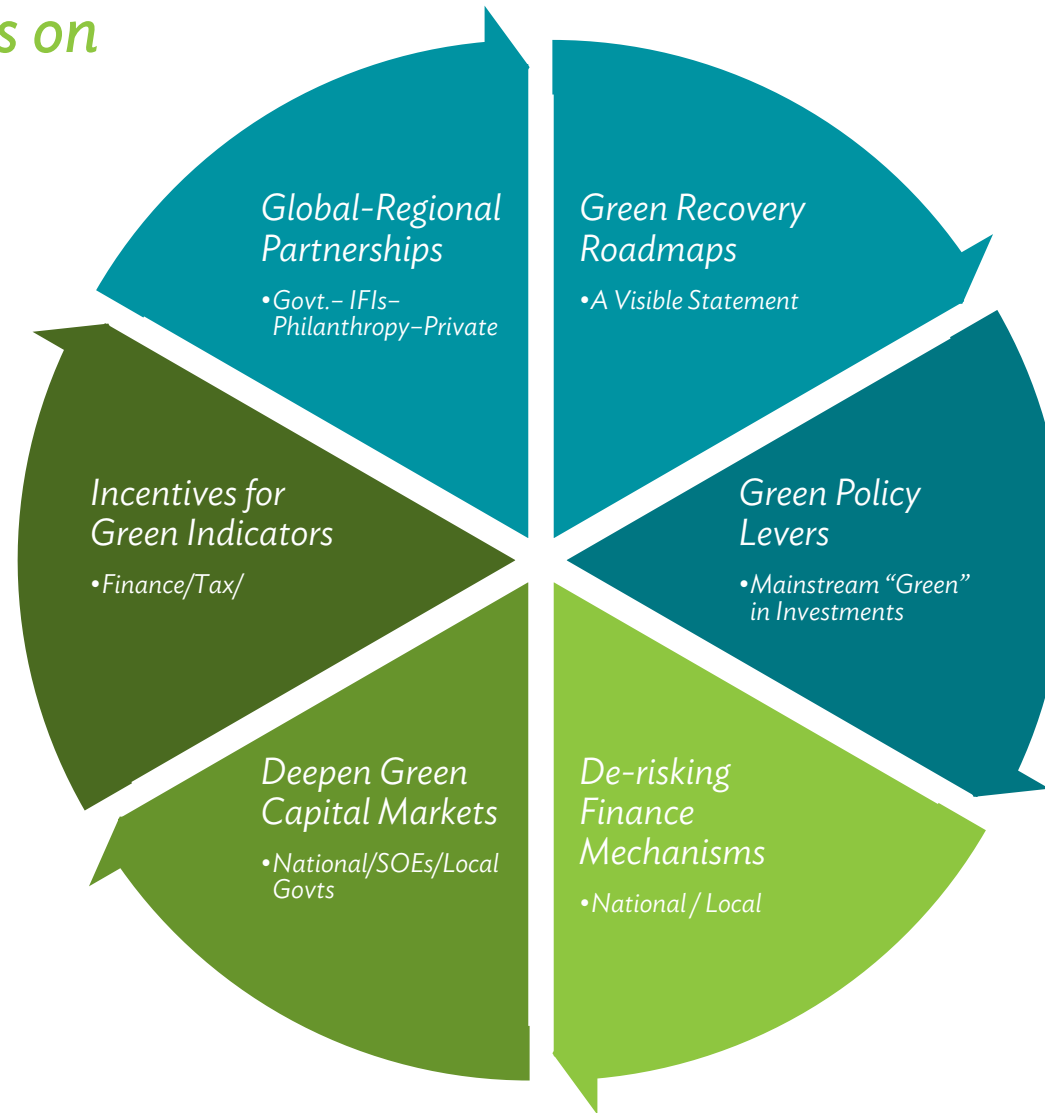 s on
Global-Regional
Partnerships
•Govt.– IFIs–
Philanthropy–Private
Green Recovery
Roadmaps
•A Visible Statement
Green Policy
Levers
•Mainstream “Green”
in Investments
De-risking
Finance
Mechanisms
•National / Local
Deepen Green
Capital Markets
•National/SOEs/Local
Govts
Incentives for
Green Indicators
•Finance/Tax/